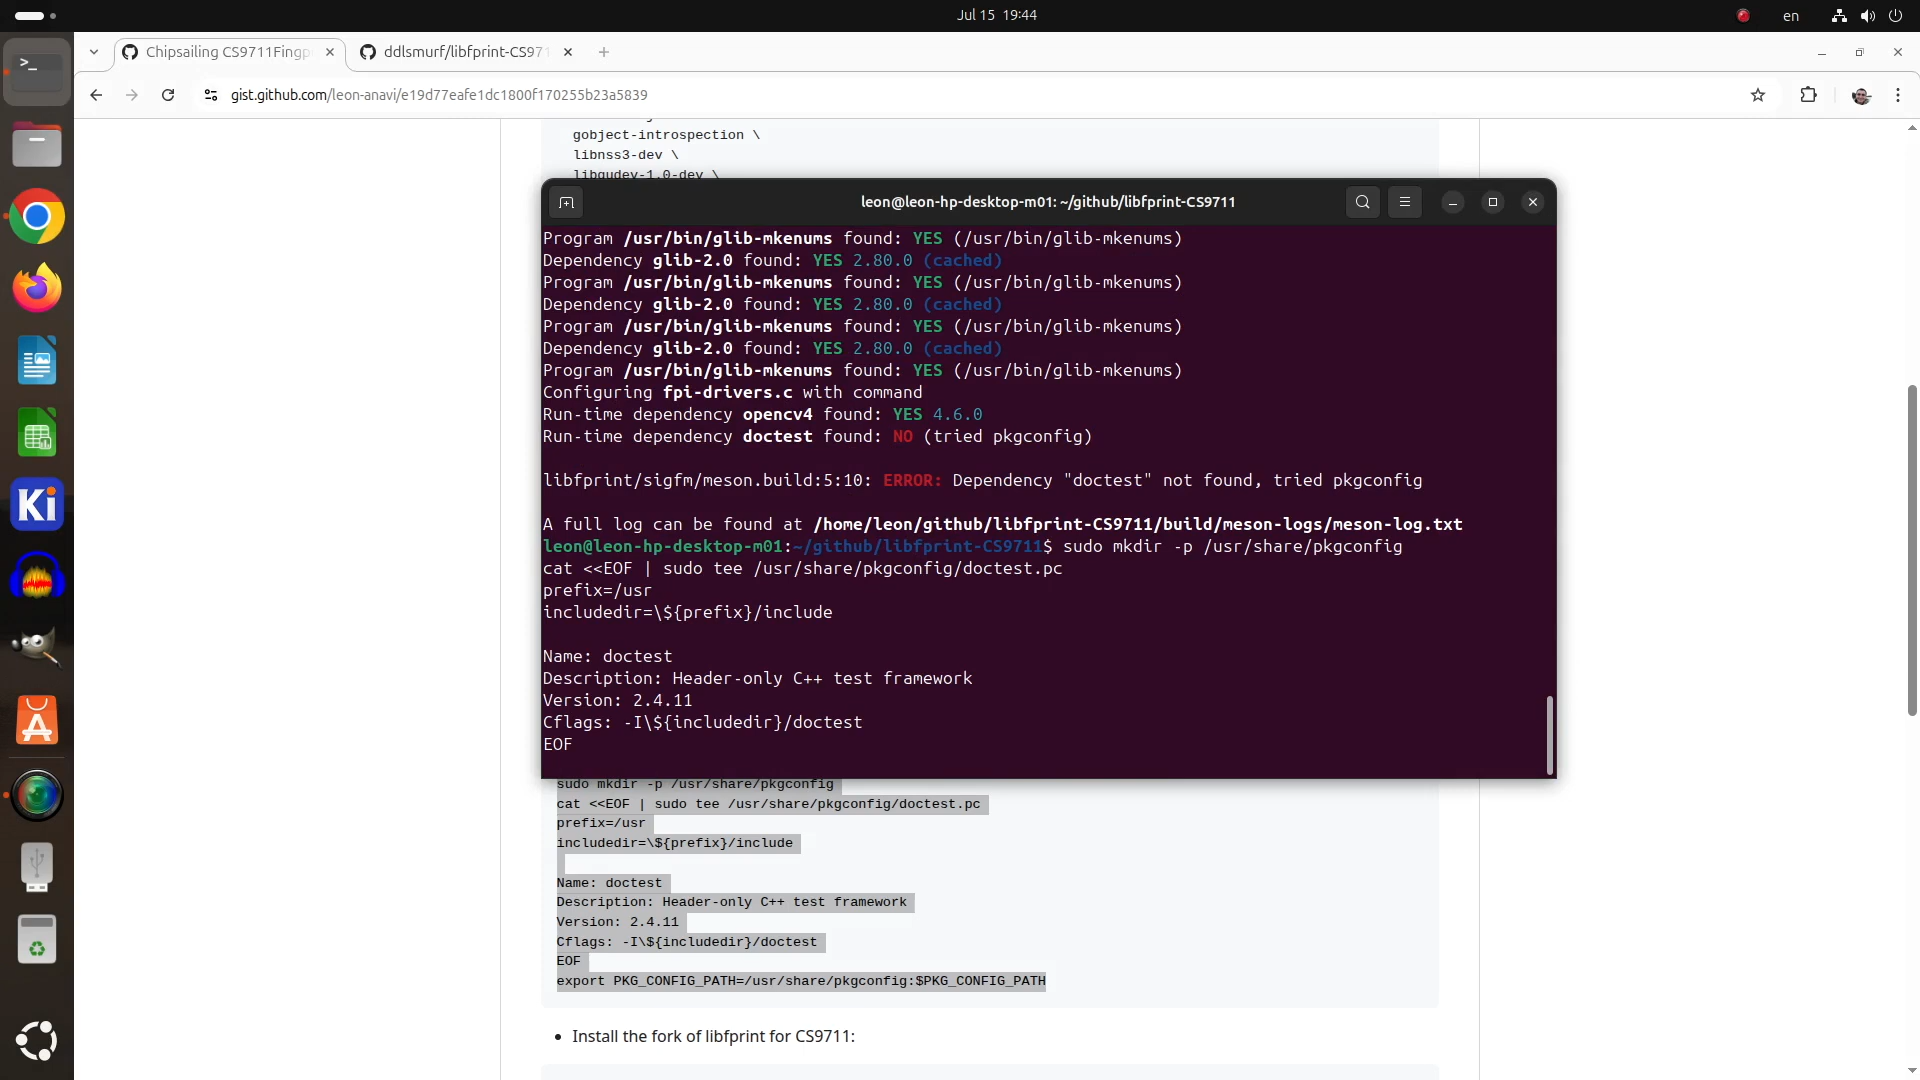 Jul 15 19:44
en
Chipsailing CS9711Fingp
ddlsmurf/libfprint-CS971
gist.github.com/leon-anavi/e19d77eafe1dc1800f170255b23a5839
gobject-introspection \
libnss3-dev \
libgudev-1.0-dev \
leon@leon-hp-desktop-m01: ~/github/libfprint-CS9711
Program /usr/bin/glib-mkenums found: YES (/usr/bin/glib-mkenums)
Dependency glib-2.0 found: YES 2.80.0 (cached)
Program /usr/bin/glib-mkenums found: YES (/usr/bin/glib-mkenums)
Dependency glib-2.0 found: YES 2.80.0 (cached)
Program /usr/bin/glib-mkenums found: YES (/usr/bin/glib-mkenums)
Dependency glib-2.0 found: YES 2.80.0 (cached)
Program /usr/bin/glib-mkenums found: YES (/usr/bin/glib-mkenums)
Configuring fpi-drivers.c with command
Run-time dependency opencv4 found: YES 4.6.0
Run-time dependency doctest found: NO (tried pkgconfig)
libfprint/sigfm/meson.build:5:10: ERROR: Dependency "doctest" not found, tried pkgconfig
A full log can be found at /home/leon/github/libfprint-CS9711/build/meson-logs/meson-log.txt
leon@leon-hp-desktop-m01:~/github/libfprint-CS9711$ sudo mkdir -p /usr/share/pkgconfig
cat <<EOF | sudo tee /usr/share/pkgconfig/doctest.pc
prefix=/usr
includedir=\${prefix}/include
Name: doctest
Description: Header-only C++ test framework
Version: 2.4.11
Cflags: -I\${includedir}/doctest
EOF
sudo mkdir -p /usr/share/pkgconfig
cat <<EOF | sudo tee /usr/share/pkgconfig/doctest.pc
prefix=/usr
includedir=\${prefix}/include
Name: doctest
Description: Header-only C++ test framework
Version: 2.4.11
Cflags: -I\${includedir}/doctest
EOF
export PKG_CONFIG_PATH=/usr/share/pkgconfig:$PKG_CONFIG_PATH
• Install the fork of libfprint for CS9711:
Ki